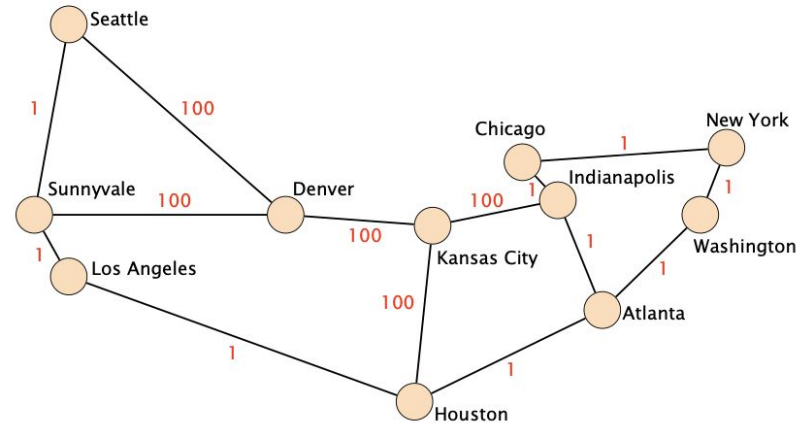 Seattle
1
100
New York
Chicago
1
Indianapolis
1
1
Sunnyvale
100
Denver
100
100
Washington
1
Los Angeles
Kansas City
1
1
100
Atlanta
1
1
Houston